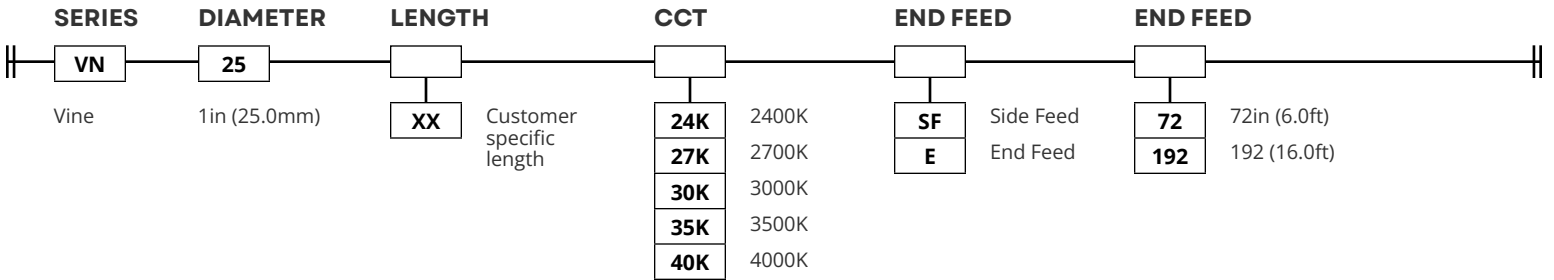 SERIES DIAMETER LENGTH CCT END FEED END FEED
VN 25
Vine 1in (25.0mm) XX Customer specific length 24K 2400K SF Side Feed 72 72in (6.0ft)
27K 2700K E End Feed 192 192 (16.0ft)
30K 3000K
35K 3500K
40K 4000K